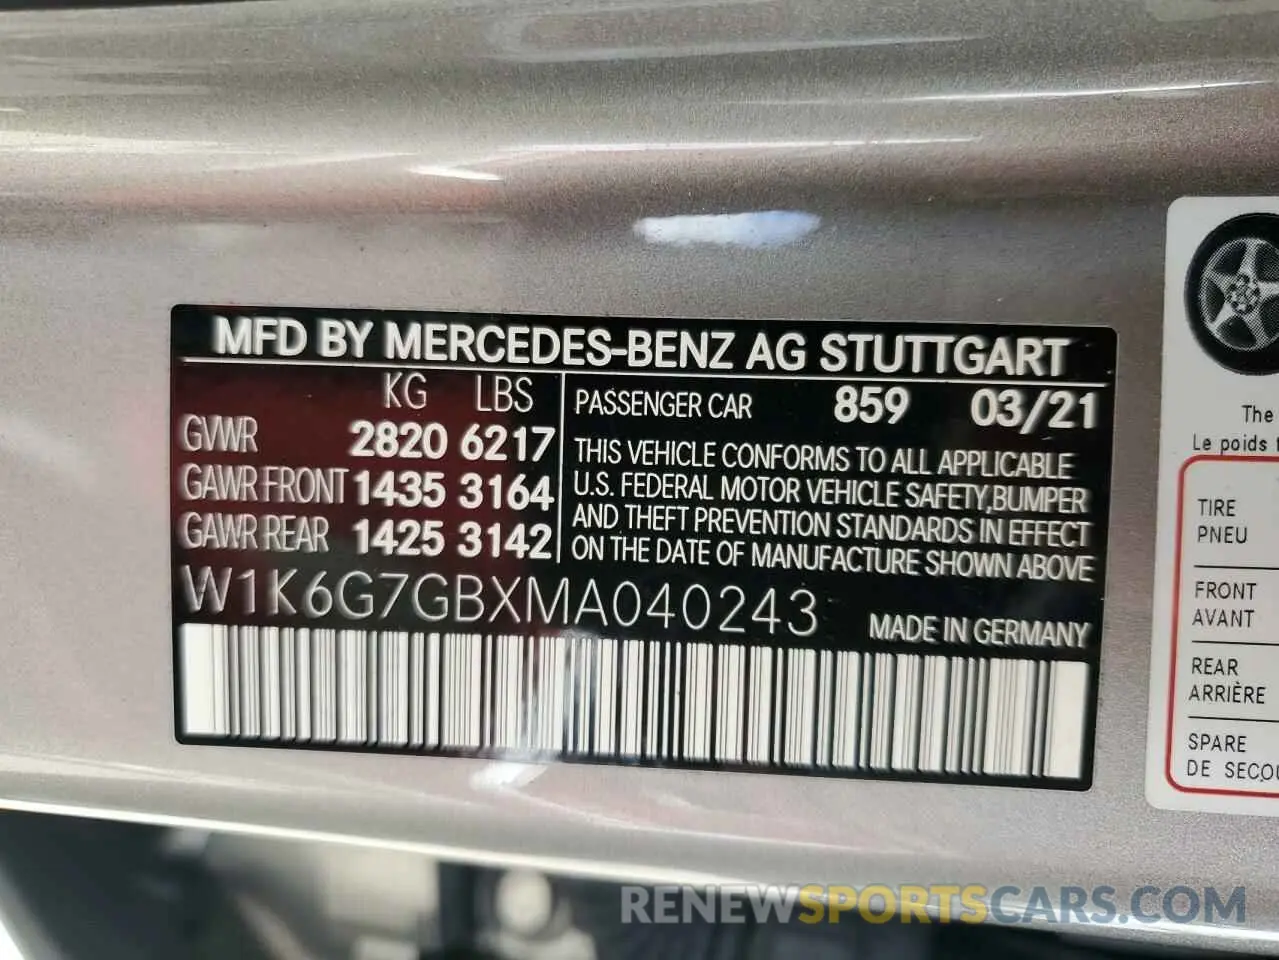 MFD BY MERCEDES-BENZ AG STUTTGART
KG LBS
GVWR 2820 6217
GAWR FRONT 1435 3164
GAWR REAR 1425 3142
PASSENGER CAR 859 03/21
THIS VEHICLE CONFORMS TO ALL APPLICABLE
U.S. FEDERAL MOTOR VEHICLE SAFETY,BUMPER
AND THEFT PREVENTION STANDARDS IN EFFECT
ON THE DATE OF MANUFACTURE SHOWN ABOVE
W1K6G7GBXMA040243
MADE IN GERMANY
The
Le poids
TIRE
PNEU
FRONT
AVANT
REAR
ARRIÈRE
SPARE
DE
RENEWSPORTSCARS.COM